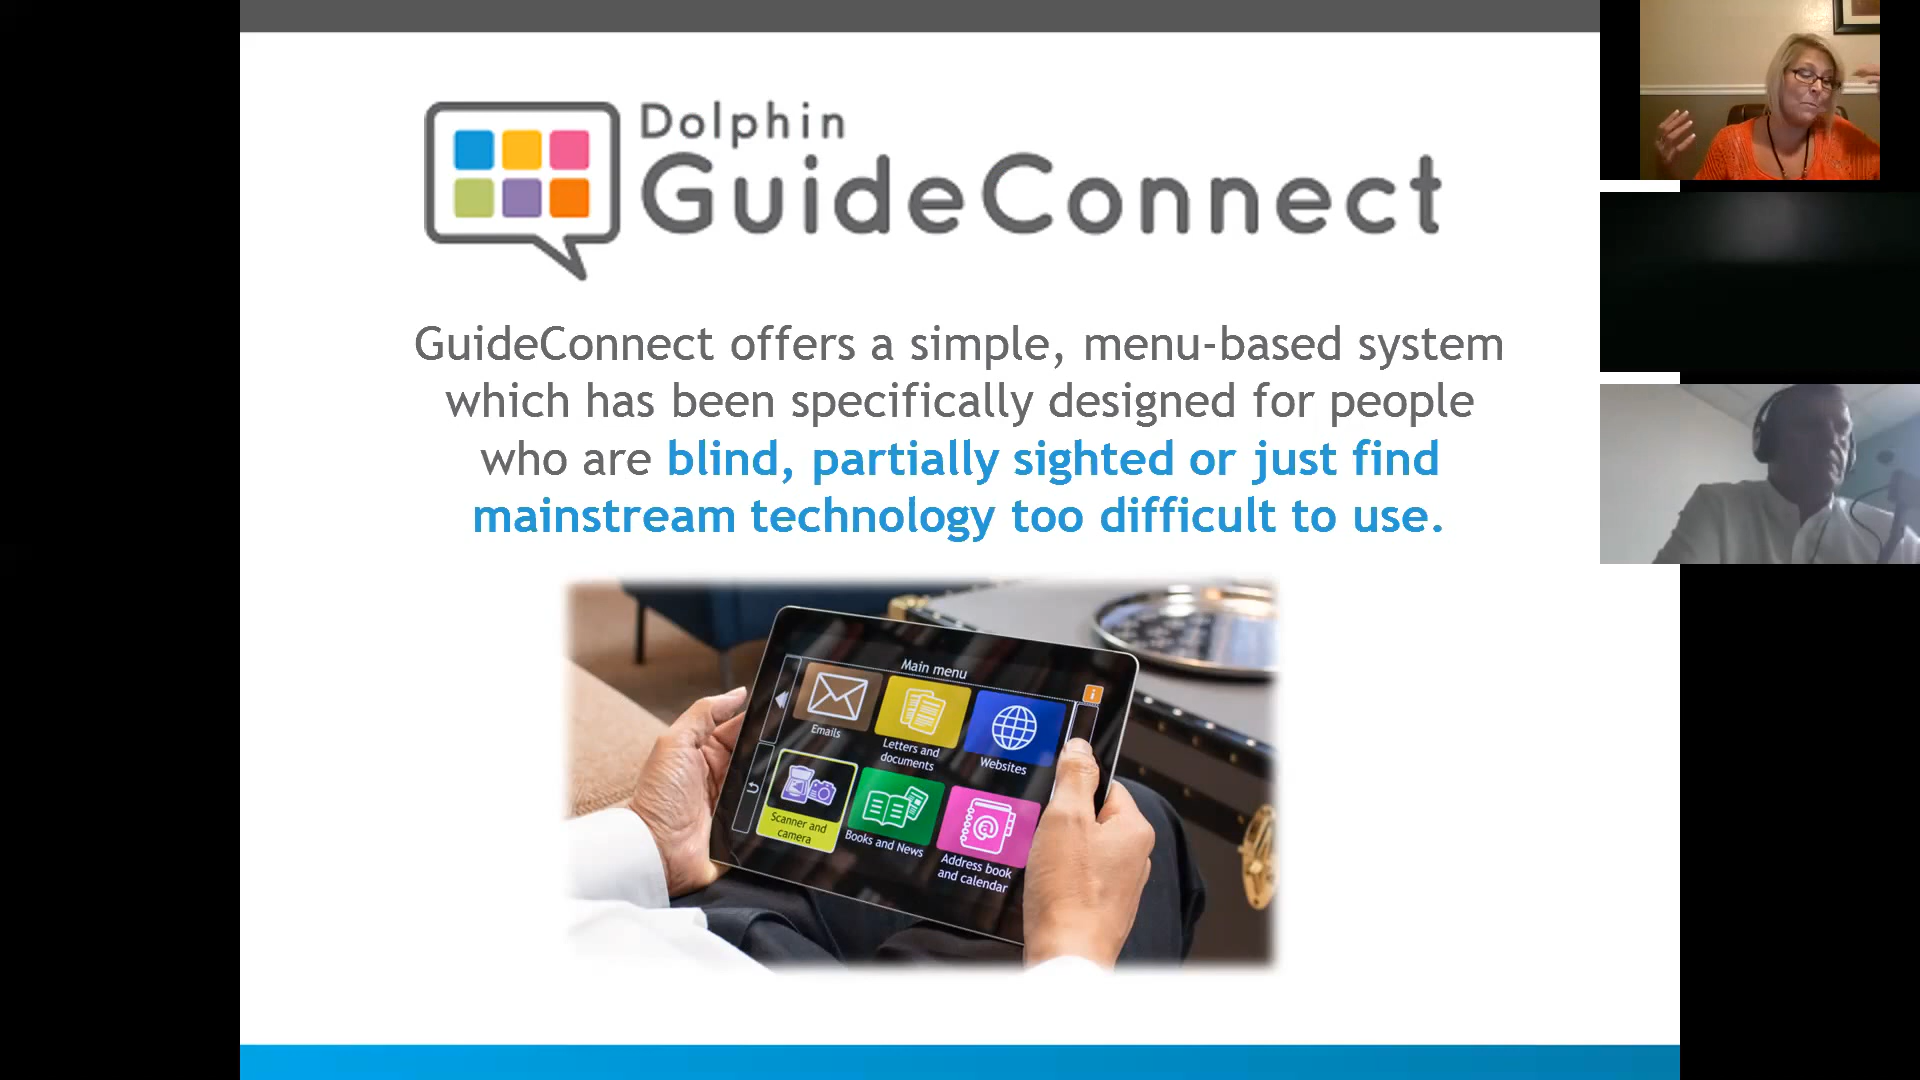 Dolphin
GuideConnect
GuideConnect offers a simple, menu-based system
which has been specifically designed for people
who are blind, partially sighted or just find
mainstream technology too difficult to use.
Main menu
i
Emails
Letters and
documents
Websites
Scanner and
camera
Books and News
Address book
and calendar